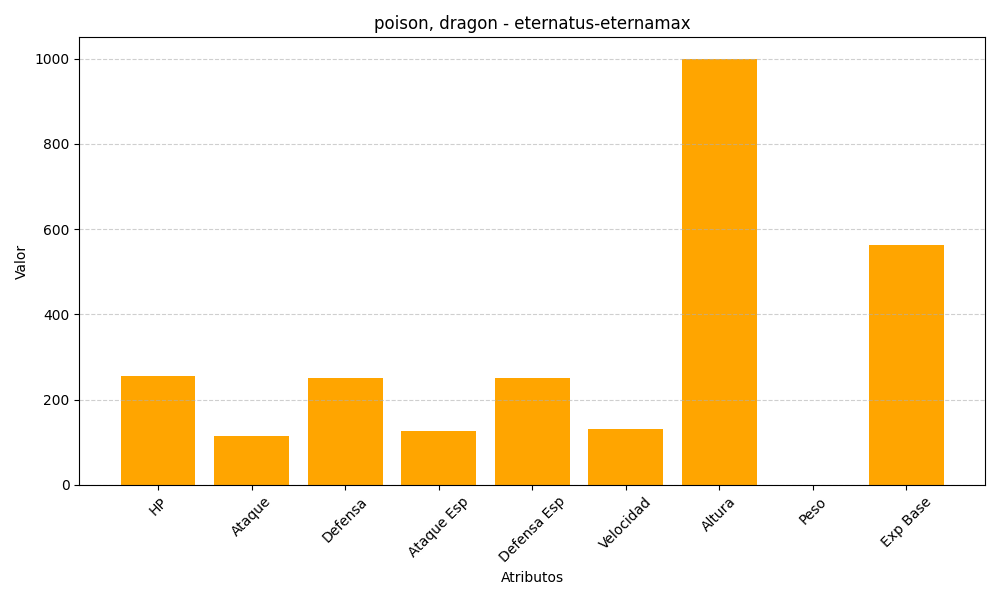 poison, dragon - eternatus-eternamax
1000
800
600
400
200
0
Valor
HP
Ataque
Defensa
Ataque Esp
Defensa Esp
Velocidad
Altura
Peso
Exp Base
Atributos